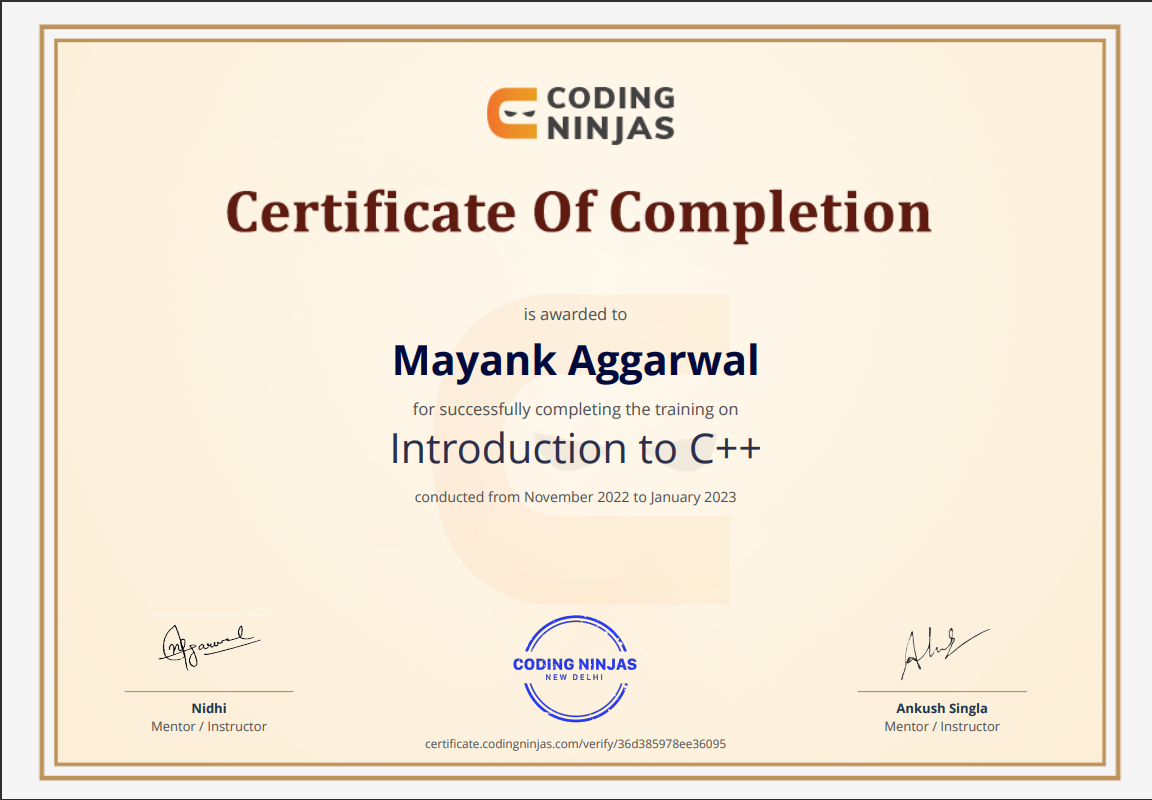 CODING
NINJAS
Certificate Of Completion
is awarded to
Mayank Aggarwal
for successfully completing the training on
Introduction to C++
conducted from November 2022 to January 2023
CODING NINJAS
NEW DELHI
Nidhi
Mentor / Instructor
Ankush Singla
Mentor / Instructor
certificate.codingninjas.com/verify/36d385978ee36095